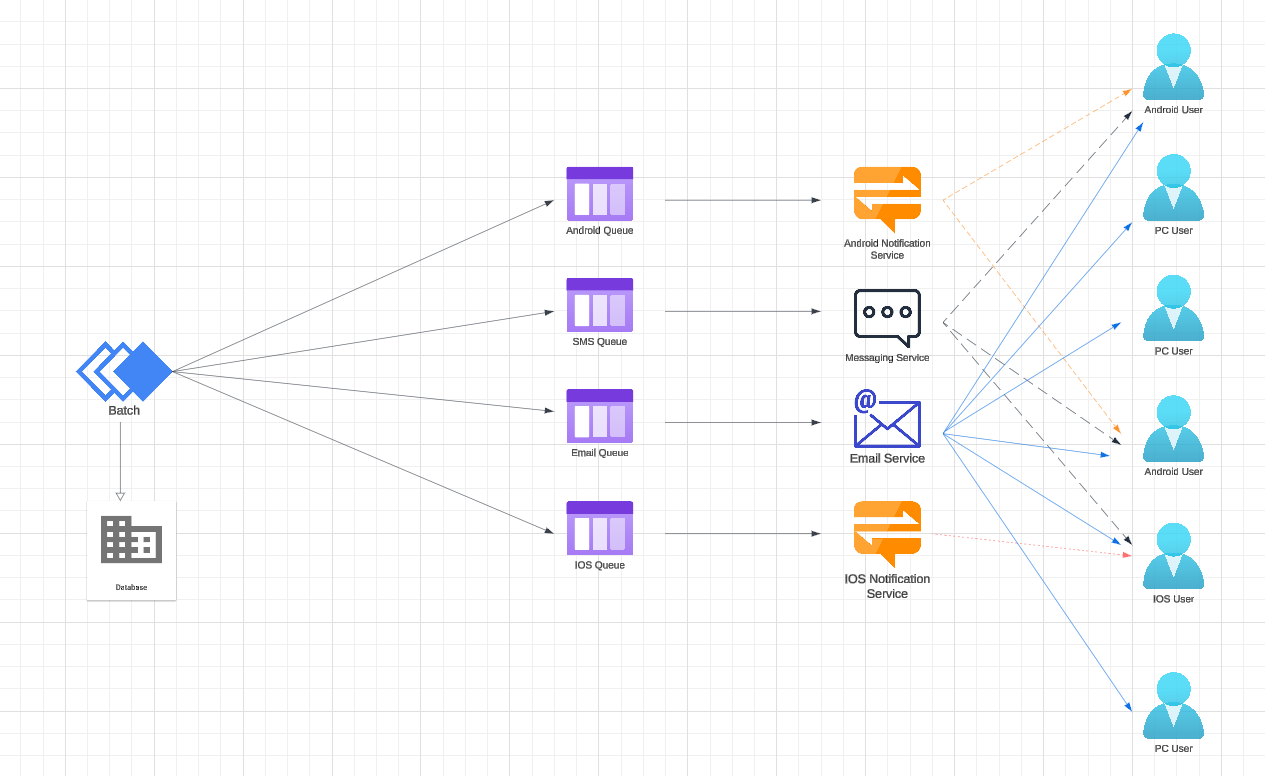 Android User
Android Queue
PC User
Android Notification
Service
SMS Queue
Messaging Service
PC User
Batch
Email Queue
Email Service
Android User
Database
IOS Queue
IOS Notification
Service
IOS User
PC User